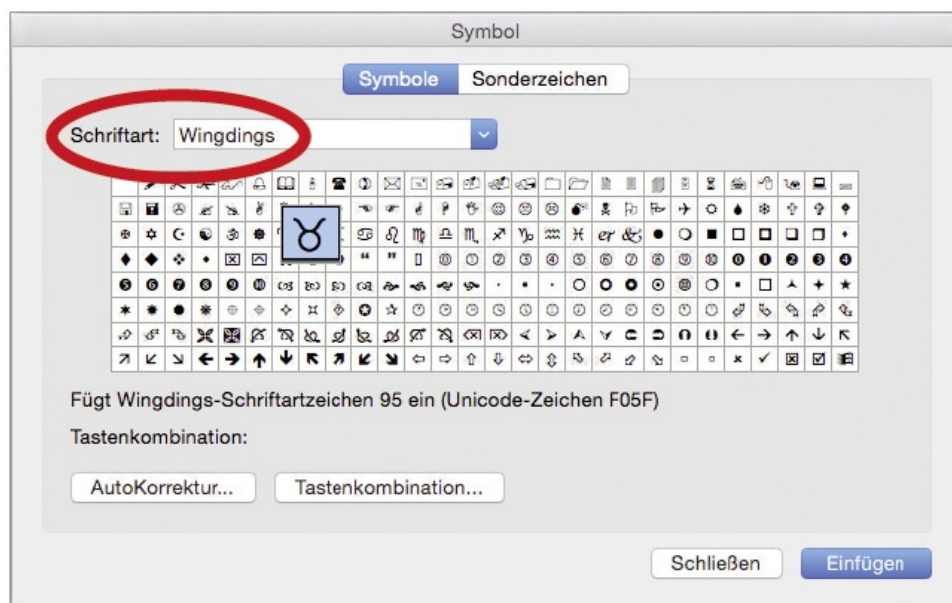 Symbol
Symbole Sonderzeichen
Schriftart: Wingdings
Fügt Wingdings-Schriftartzeichen 95 ein (Unicode-Zeichen F05F)
Tastenkombination:
AutoKorrektur... Tastenkombination...
Schließen Einfügen